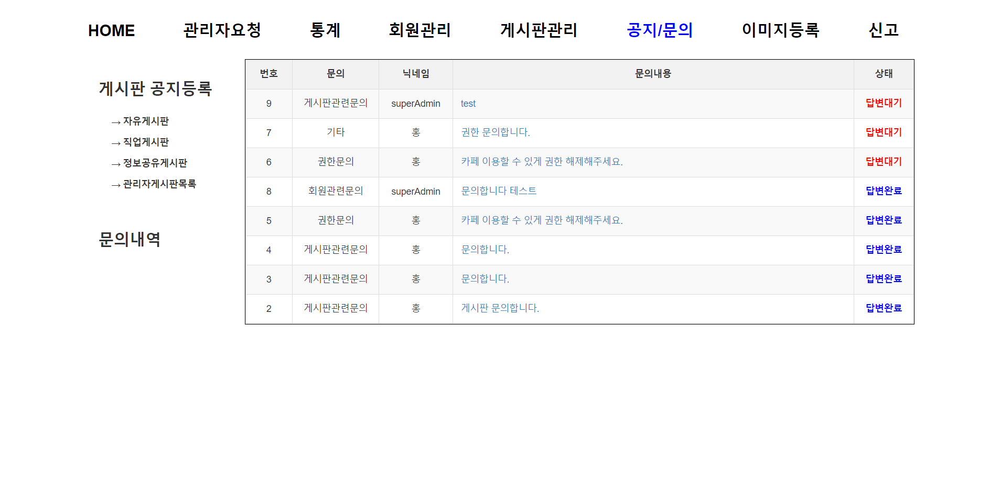 HOME 관리자요청 통계 회원관리 게시판관리 공지/문의 이미지등록 신고
게시판 공지등록
→ 자유게시판
→ 직업게시판
→ 정보공유게시판
→ 관리자게시판목록
문의내역
번호 문의 닉네임 문의내용 상태
9 게시판관련문의 superAdmin test 답변대기
7 기타 홍 권한 문의합니다. 답변대기
6 권한문의 홍 카페 이용할 수 있게 권한 해제해주세요. 답변대기
8 회원관련문의 superAdmin 문의합니다 테스트 답변완료
5 권한문의 홍 카페 이용할 수 있게 권한 해제해주세요. 답변완료
4 게시판관련문의 홍 문의합니다. 답변완료
3 게시판관련문의 홍 문의합니다. 답변완료
2 게시판관련문의 홍 게시판 문의합니다. 답변완료